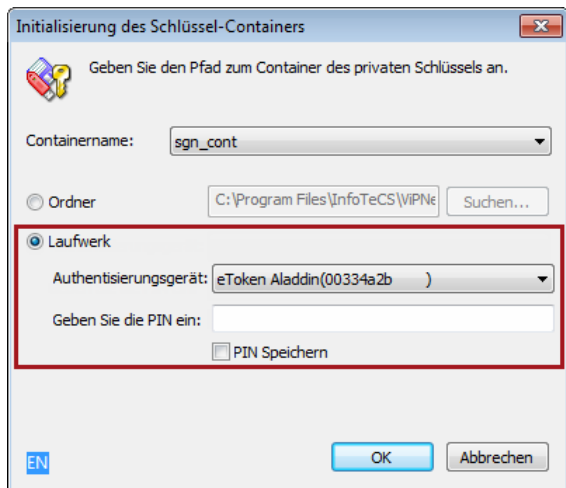 Initialisierung des Schlüssel-Containers
Geben Sie den Pfad zum Container des privaten Schlüssels an.
Containername: sgn_cont
Ordner C:\Program Files\InfoTeCS\ViPNe Suchen...
Laufwerk
Authentisierungsgerät: eToken Aladdin(00334a2b )
Geben Sie die PIN ein:
PIN Speichern
EN OK Abbrechen